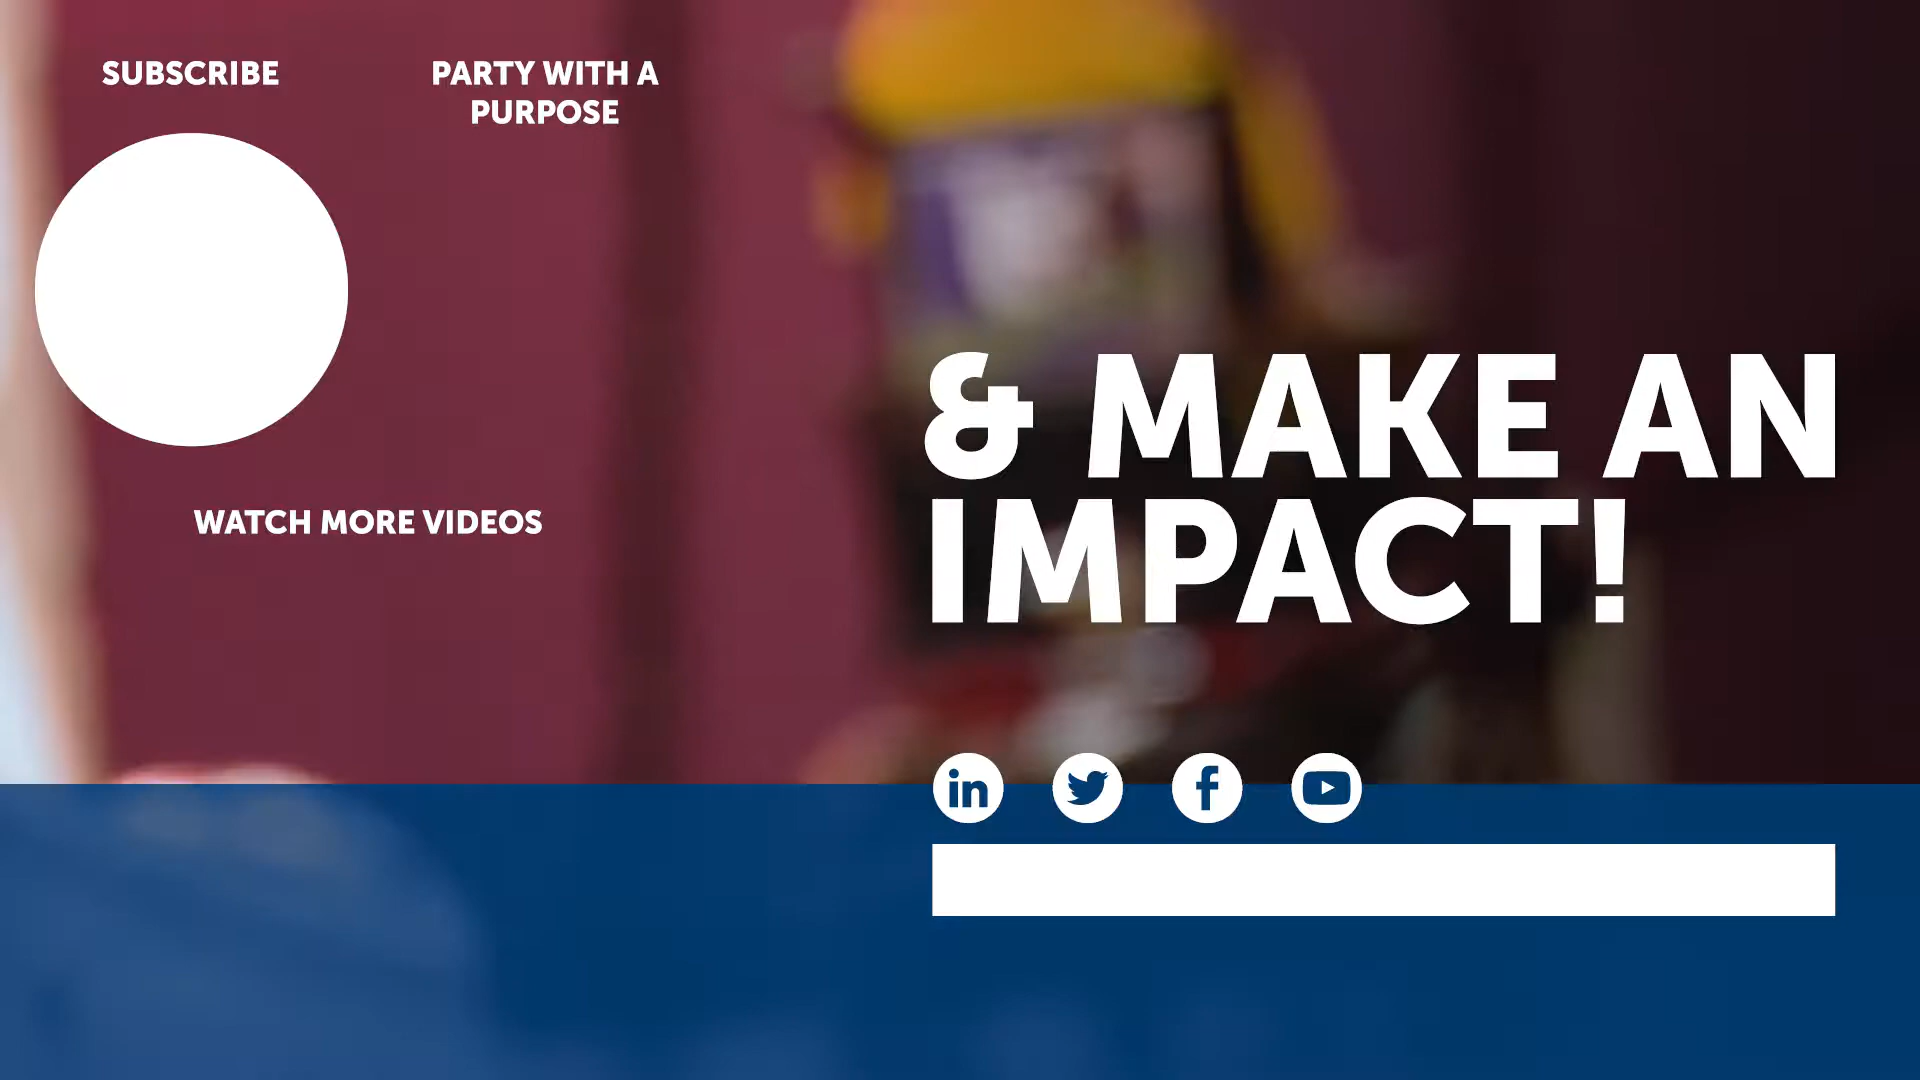 SUBSCRIBE
PARTY WITH A
PURPOSE
WATCH MORE VIDEOS
& MAKE AN
IMPACT!